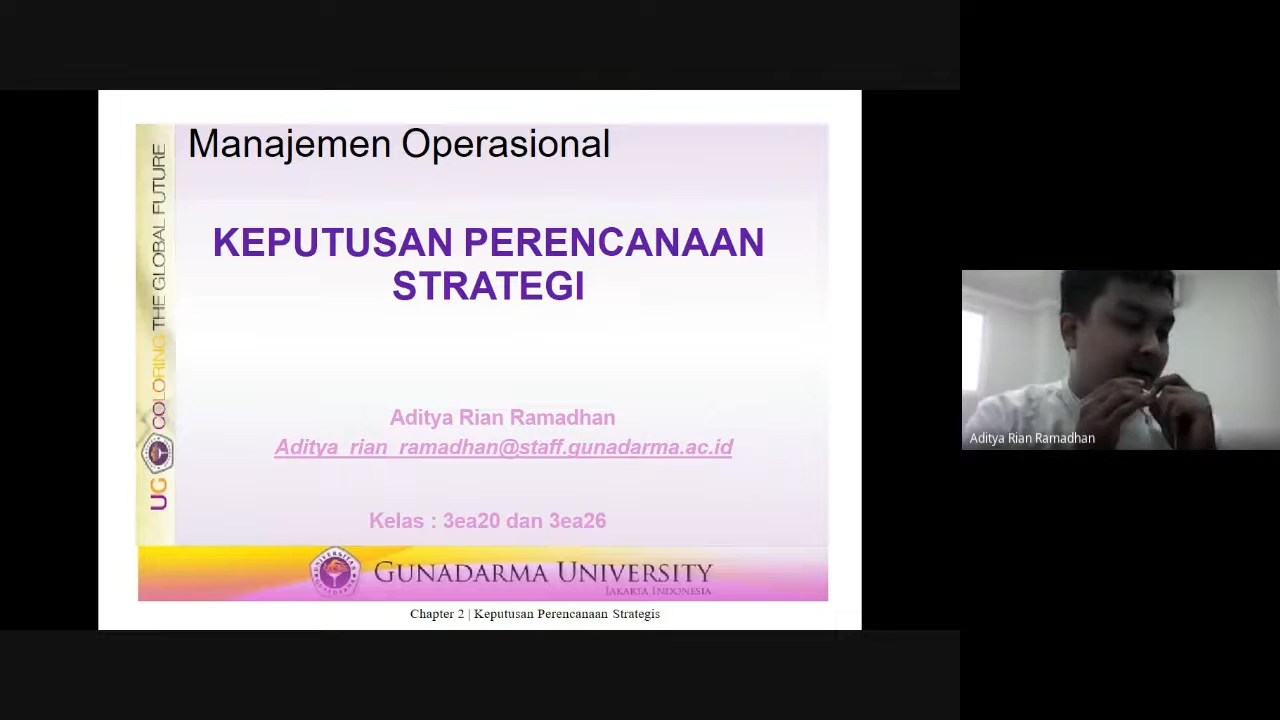 Manajemen Operasional
KEPUTUSAN PERENCANAAN
STRATEGI
Aditya Rian Ramadhan
Aditya_rian_ramadhan@staff.gunadarma.ac.id
Kelas : 3ea20 dan 3ea26
UG COLORING THE GLOBAL FUTURE
GUNADARMA UNIVERSITY
JAKARTA INDONESIA
Chapter 2 | Keputusan Perencanaan Strategis
Aditya Rian Ramadhan